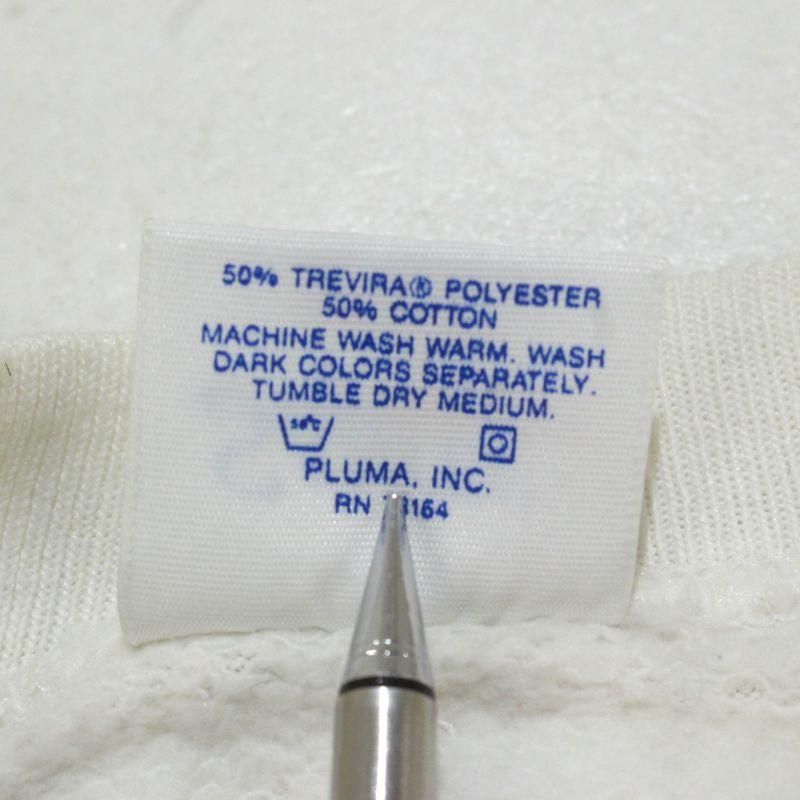 50% TREVIRA® POLYESTER
50% COTTON
MACHINE WASH WARM. WASH
DARK COLORS SEPARATELY.
TUMBLE DRY MEDIUM.
50°C
PLUMA, INC.
RN